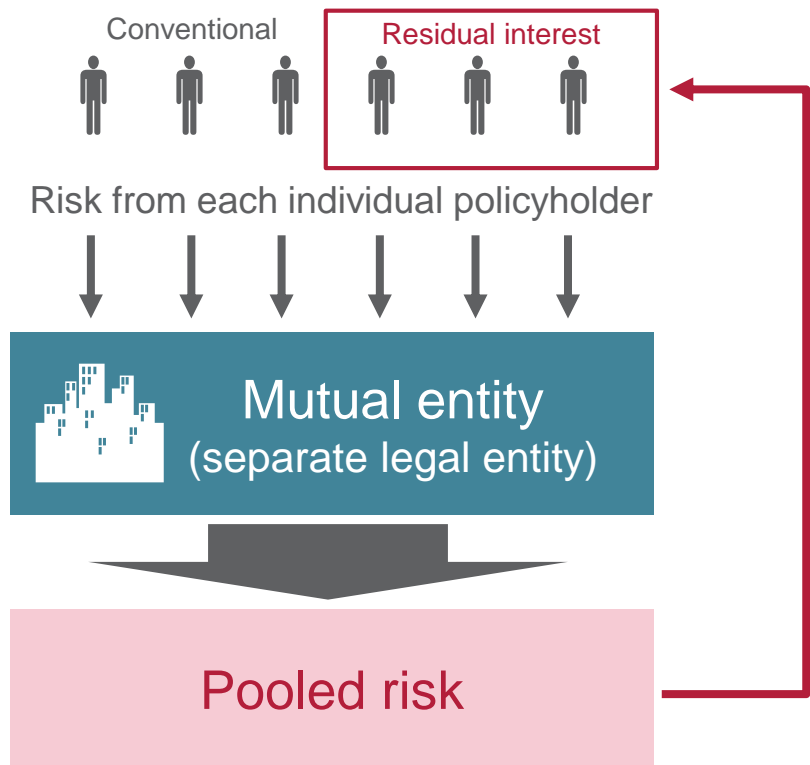 Conventional
Residual interest
Risk from each individual policyholder
Mutual entity
(separate legal entity)
Pooled risk